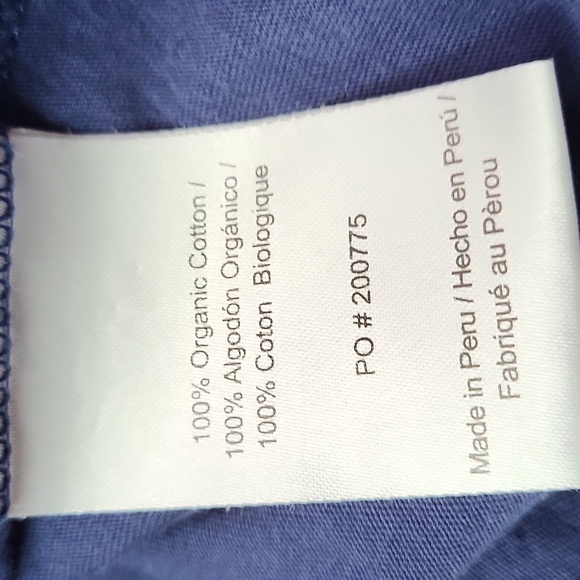 100% Organic Cotton /
100% Algodón Orgánico /
100% Coton Biologique
PO # 200775
Made in Peru / Hecho en Perú /
Fabriqué au Pèrou